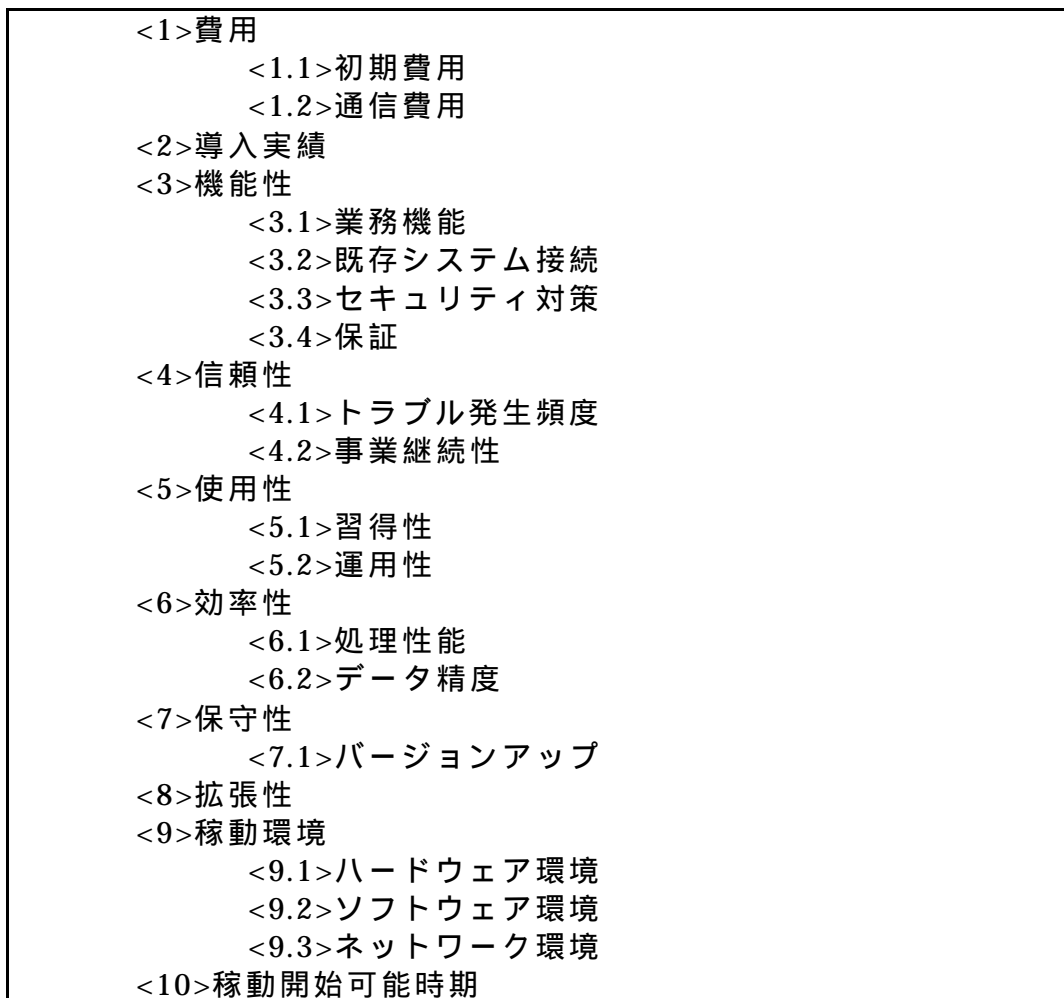 <1>費用
<1.1>初期費用
<1.2>通信費用
<2>導入実績
<3>機能性
<3.1>業務機能
<3.2>既存システム接続
<3.3>セキュリティ対策
<3.4>保証
<4>信頼性
<4.1>トラブル発生頻度
<4.2>事業継続性
<5>使用性
<5.1>習得性
<5.2>運用性
<6>効率性
<6.1>処理性能
<6.2>データ精度
<7>保守性
<7.1>バージョンアップ
<8>拡張性
<9>稼動環境
<9.1>ハードウェア環境
<9.2>ソフトウェア環境
<9.3>ネットワーク環境
<10>稼動開始可能時期